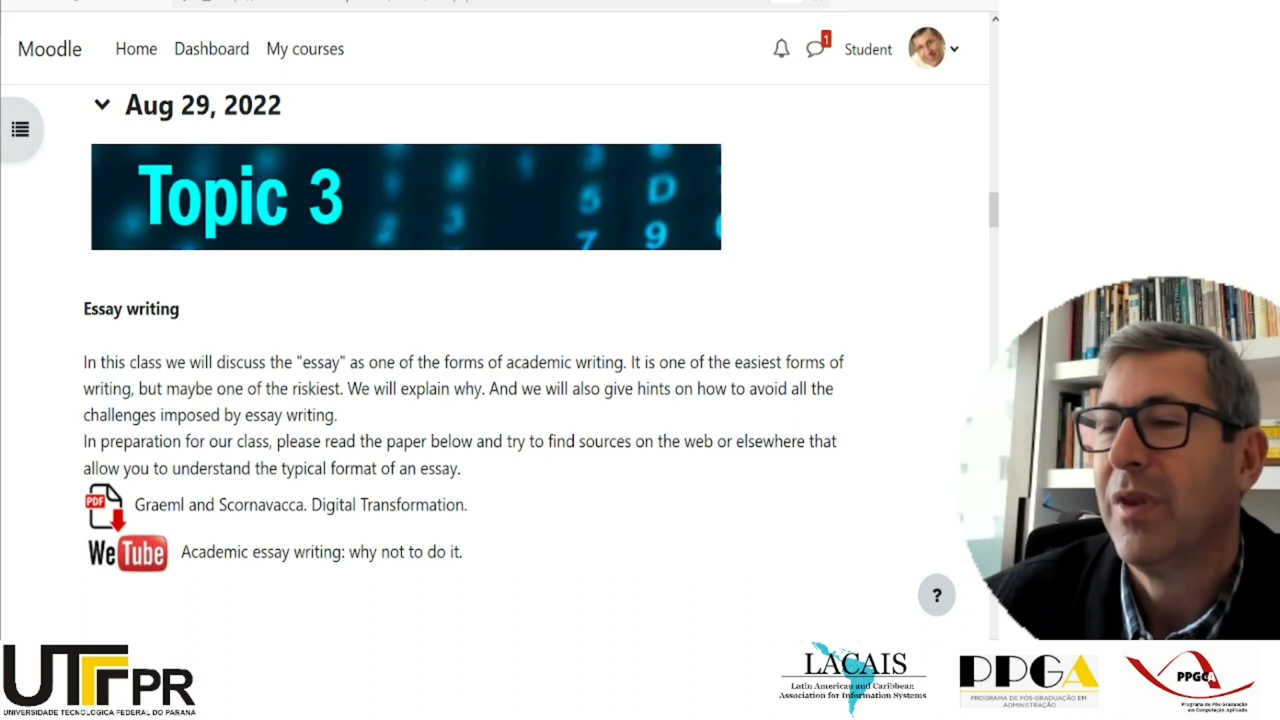 Moodle
Home
Dashboard
My courses
1
Student
Aug 29, 2022
Topic 3
Essay writing
In this class we will discuss the "essay" as one of the forms of academic writing. It is one of the easiest forms of
writing, but maybe one of the riskiest. We will explain why. And we will also give hints on how to avoid all the
challenges imposed by essay writing.
In preparation for our class, please read the paper below and try to find sources on the web or elsewhere that
allow you to understand the typical format of an essay.
PDF
Graeml and Scornavacca. Digital Transformation.
WeTube
Academic essay writing: why not to do it.
?
UTFPR
UNIVERSIDADE TECNOLÓGICA FEDERAL DO PARANÁ
LACAIS
Latin American and Caribbean
Association for Information Systems
PPGA
PROGRAMA DE PÓS-GRADUAÇÃO EM
ADMINISTRAÇÃO
PPGCA
Programa de Pós-Graduação
em Computação Aplicada